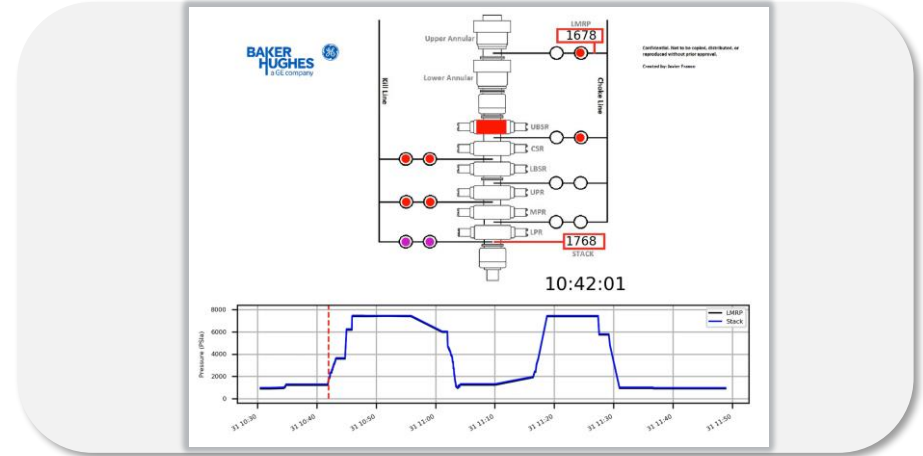 BAKER
HUGHES
a GE company
Upper Annular
LMRP
1678
Confidential. Not to be copied, distributed, or
reproduced without prior approval.
Created by: Javier Franco
Lower Annular
Kill Line
Choke Line
UBSR
CSR
LBSR
UPR
MPR
LPR
1768
STACK
10:42:01
Pressure (PSIa)
8000
6000
4000
2000
0
LMRP
Stack
31 10:30
31 10:40
31 10:50
31 11:00
31 11:10
31 11:20
31 11:30
31 11:40
31 11:50